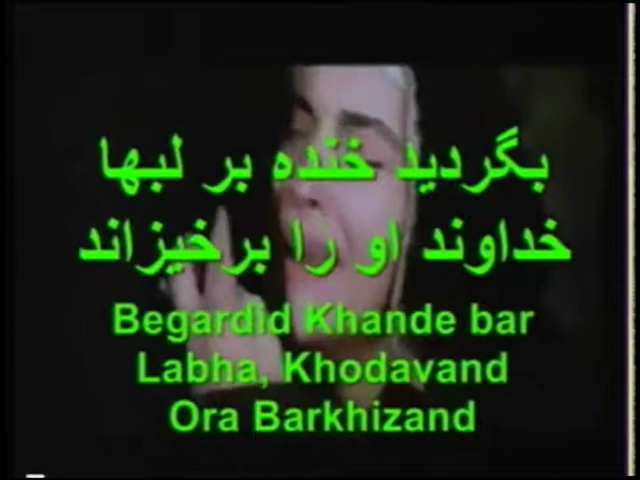 بگردید خنده بر لبها
خداوند او را برخیزاند
Begardid Khande bar
Labha, Khodavand
Ora Barkhizand